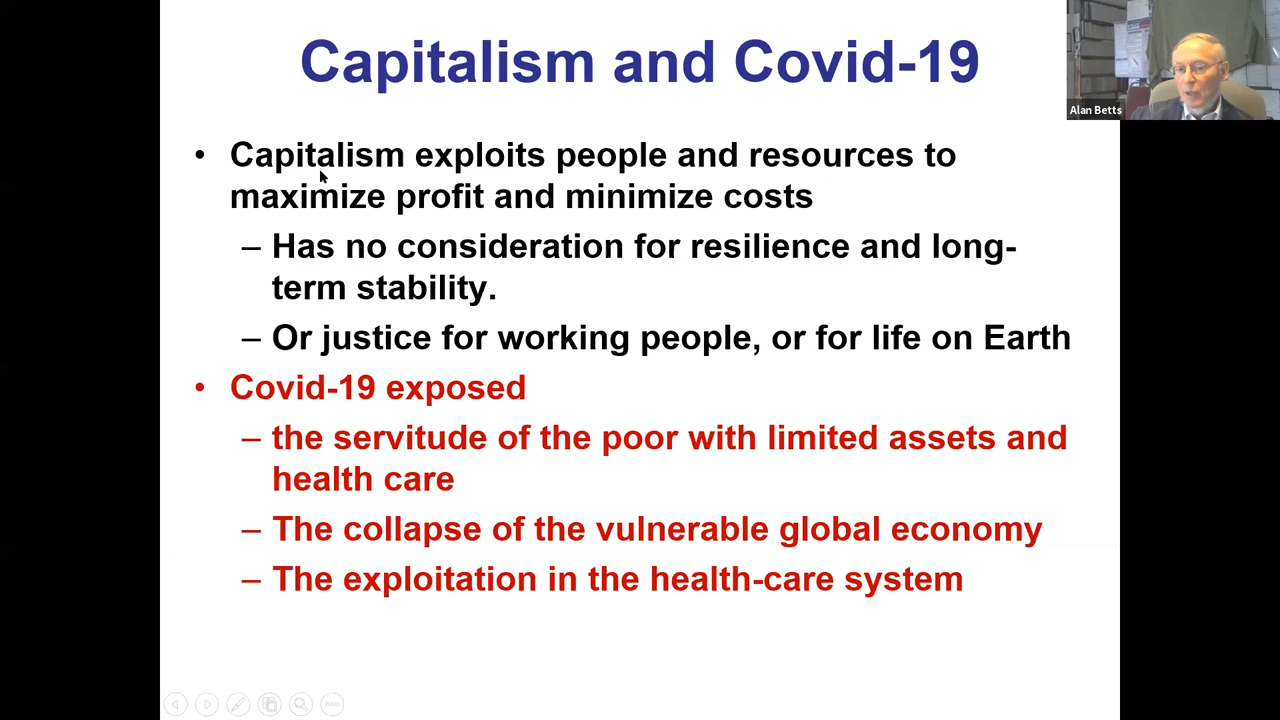 Capitalism and Covid-19
Alan Betts
• Capitalism exploits people and resources to
maximize profit and minimize costs
– Has no consideration for resilience and long-
term stability.
– Or justice for working people, or for life on Earth
• Covid-19 exposed
– the servitude of the poor with limited assets and
health care
– The collapse of the vulnerable global economy
– The exploitation in the health-care system